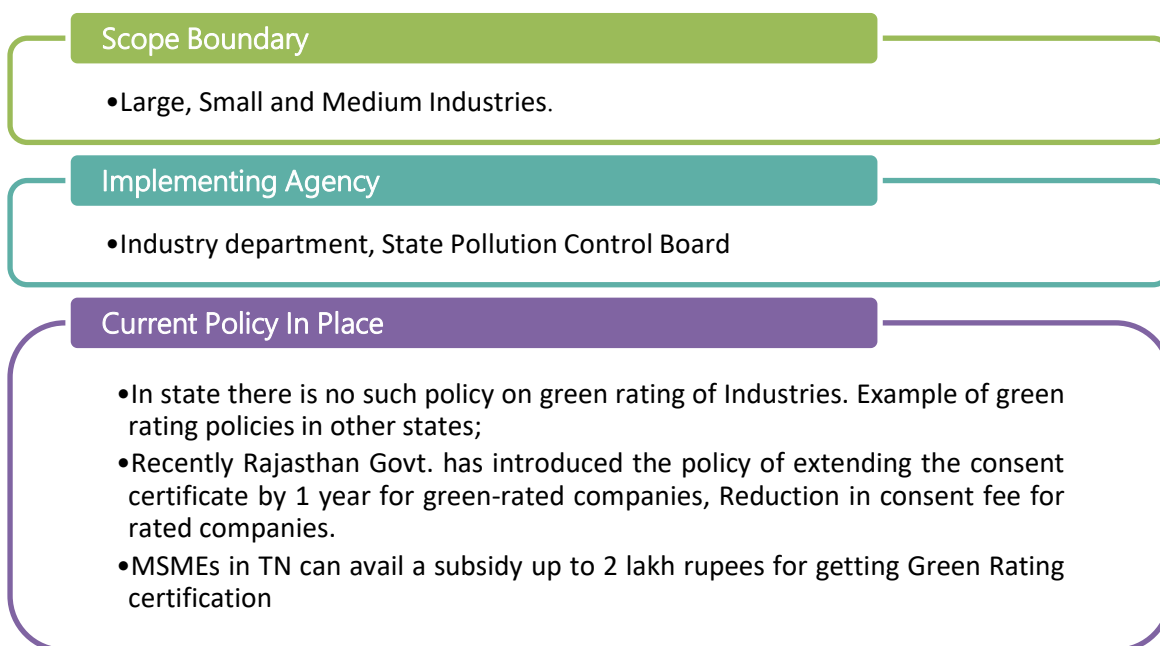 Scope Boundary
•Large, Small and Medium Industries.
Implementing Agency
•Industry department, State Pollution Control Board
Current Policy In Place
•In state there is no such policy on green rating of Industries. Example of green
rating policies in other states;
•Recently Rajasthan Govt. has introduced the policy of extending the consent
certificate by 1 year for green-rated companies, Reduction in consent fee for
rated companies.
•MSMEs in TN can avail a subsidy up to 2 lakh rupees for getting Green Rating
certification